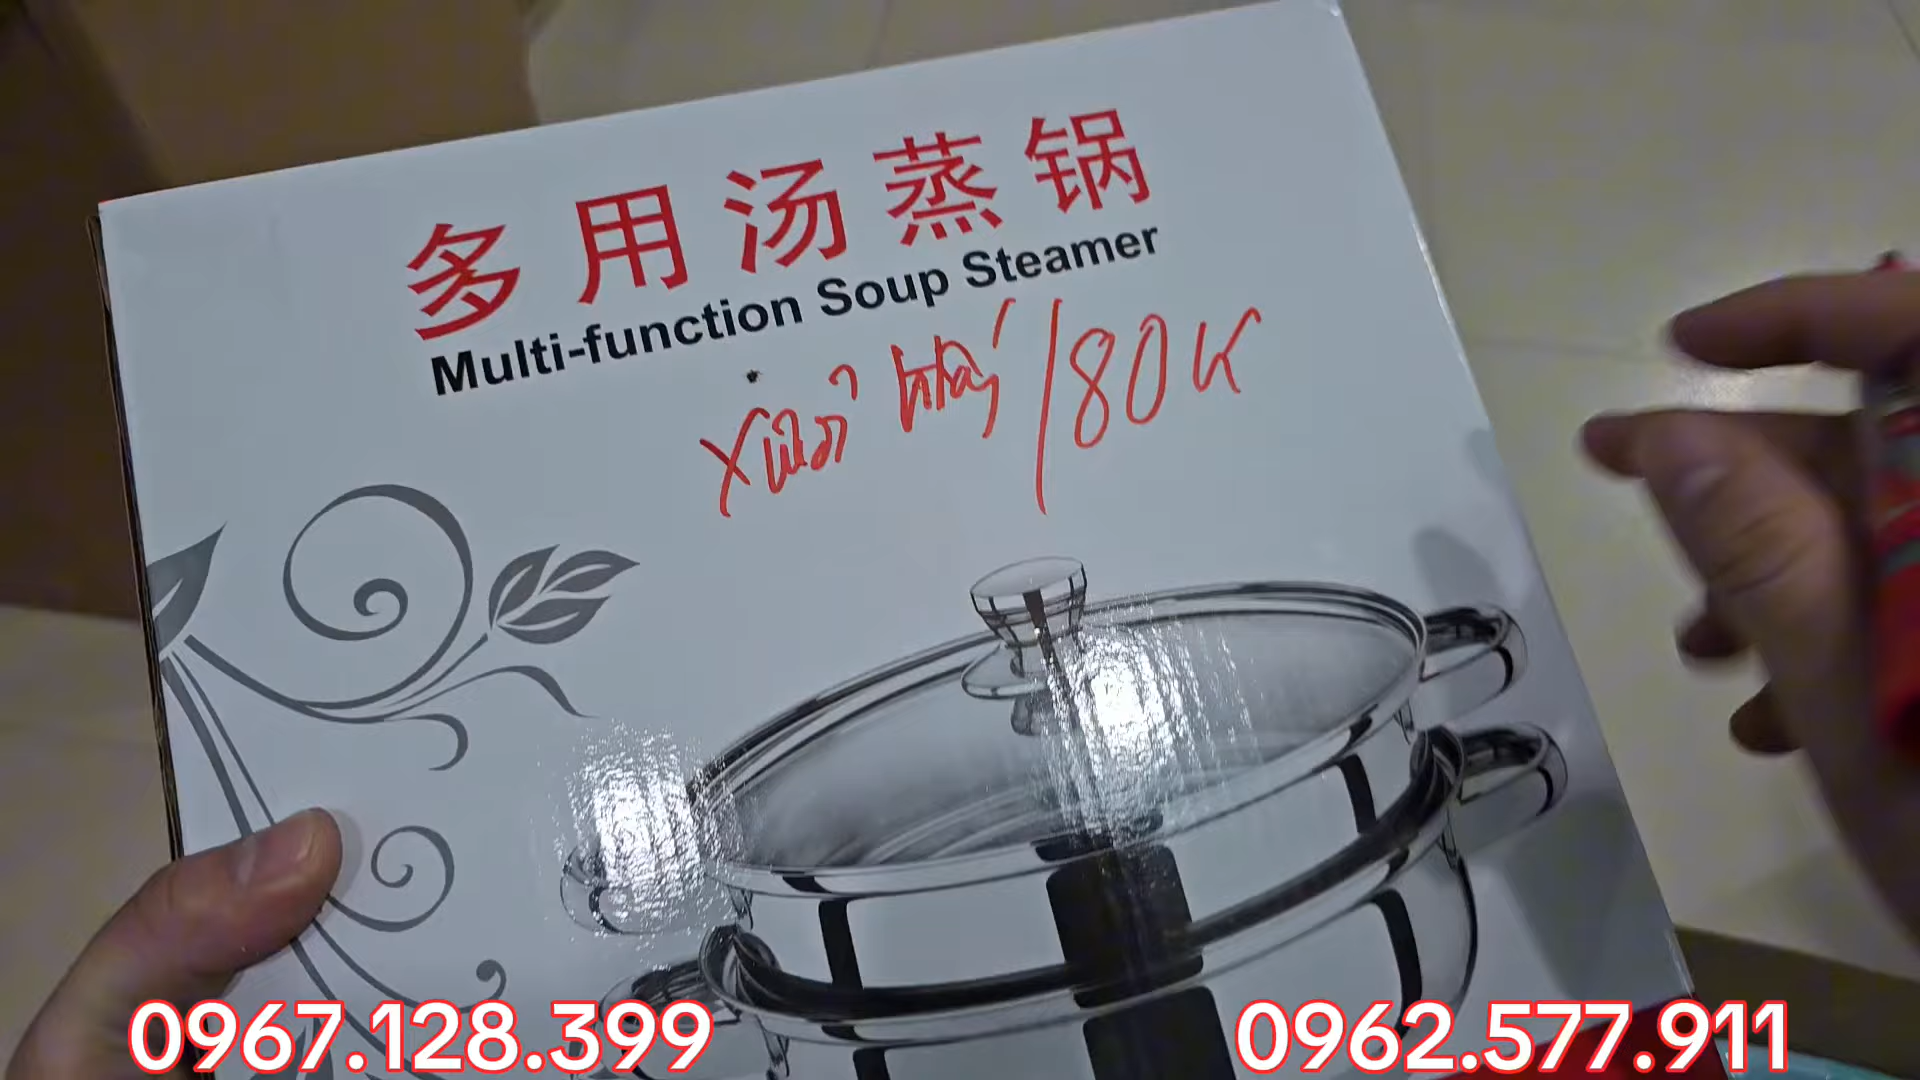 多用汤蒸锅
Multi-function Soup Steamer
180K
0967.128.399
0962.577.911